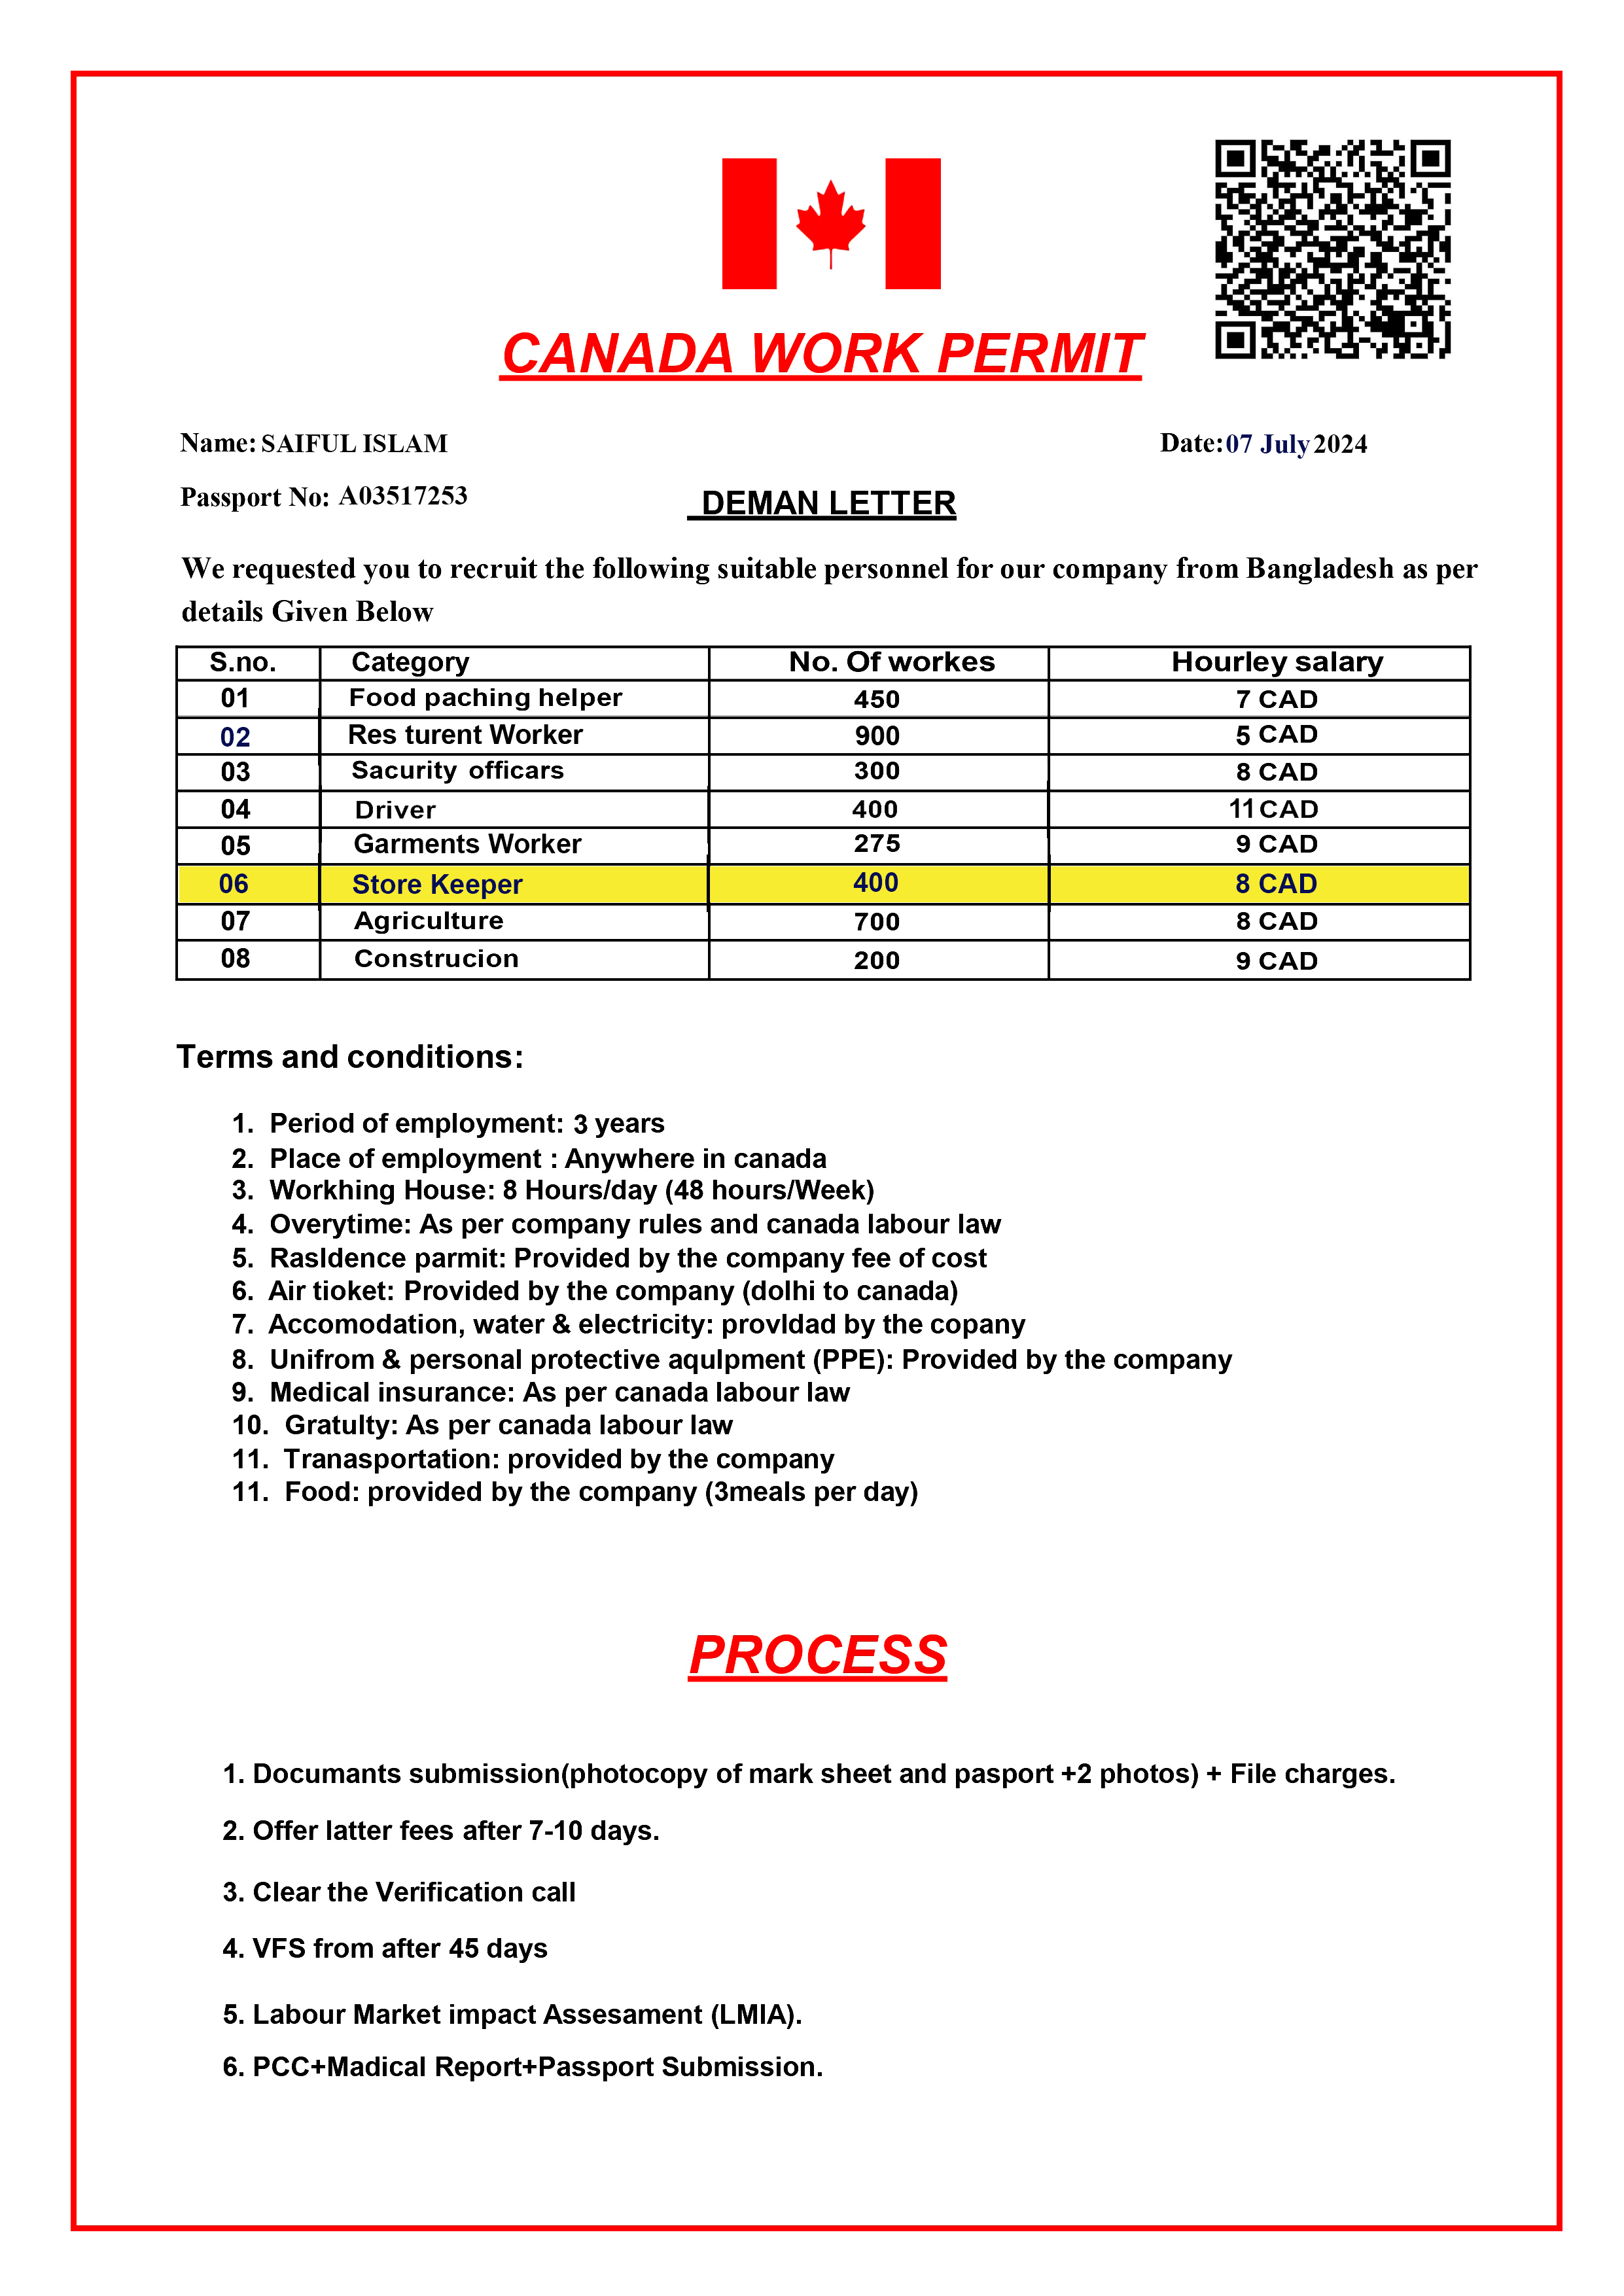 CANADA WORK PERMIT
Name: SAIFUL ISLAM Date:07 July 2024
Passport No: A03517253
DEMAN LETTER
We requested you to recruit the following suitable personnel for our company from Bangladesh as per
details Given Below
S.no. Category No. Of workes Hourley salary
01 Food paching helper 450 7 CAD
02 Res turent Worker 900 5 CAD
03 Sacurity officars 300 8 CAD
04 Driver 400 11 CAD
05 Garments Worker 275 9 CAD
06 Store Keeper 400 8 CAD
07 Agriculture 700 8 CAD
08 Construcion 200 9 CAD
Terms and conditions:
1. Period of employment: 3 years
2. Place of employment : Anywhere in canada
3. Workhing House: 8 Hours/day (48 hours/Week)
4. Overytime: As per company rules and canada labour law
5. Rasldence parmit: Provided by the company fee of cost
6. Air tioket: Provided by the company (dolhi to canada)
7. Accomodation, water & electricity: provldad by the copany
8. Unifrom & personal protective aqulpment (PPE): Provided by the company
9. Medical insurance: As per canada labour law
10. Gratulty: As per canada labour law
11. Tranasportation: provided by the company
11. Food: provided by the company (3meals per day)
PROCESS
1. Documants submission(photocopy of mark sheet and pasport +2 photos) + File charges.
2. Offer latter fees after 7-10 days.
3. Clear the Verification call
4. VFS from after 45 days
5. Labour Market impact Assesament (LMIA).
6. PCC+Madical Report+Passport Submission.